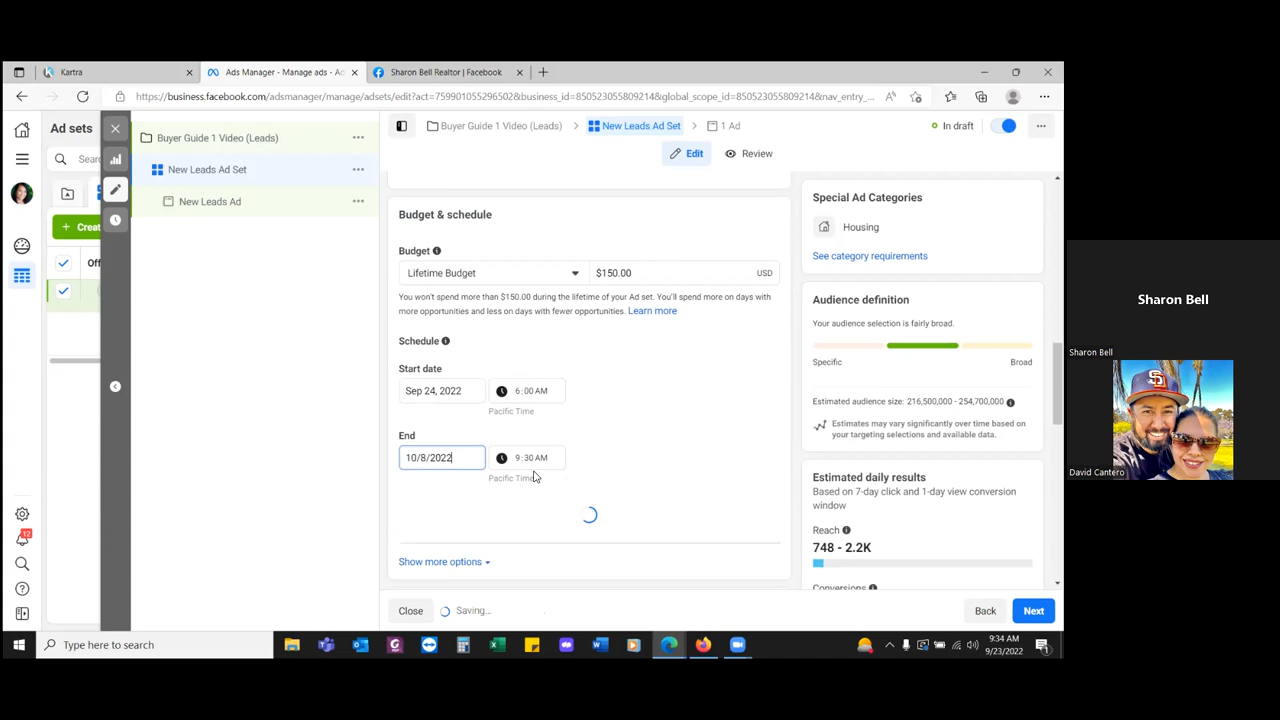 Kartra
Ads Manager - Manage ads - Ad
Sharon Bell Realtor | Facebook
https://business.facebook.com/adsmanager/manage/adsets/edit?act=759901055296502&business_id=850523055809214&global_scope_id=850523055809214&nav_entry_...
Ad sets
Buyer Guide 1 Video (Leads)
New Leads Ad Set
1 Ad
In draft
Buyer Guide 1 Video (Leads)
Edit
Review
Sear
New Leads Ad Set
New Leads Ad
+ Creat
Off
Budget & schedule
Budget
Lifetime Budget
$150.00
USD
You won't spend more than $150.00 during the lifetime of your Ad set. You'll spend more on days with
more opportunities and less on days with fewer opportunities. Learn more
Schedule
Start date
Sep 24, 2022
6:00 AM
Pacific Time
End
10/8/2022
9:30 AM
Pacific Time
Show more options
Close
Saving...
Back
Next
Special Ad Categories
Housing
See category requirements
Audience definition
Your audience selection is fairly broad.
Specific
Broad
Estimated audience size: 216,500,000 - 254,700,000
Estimates may vary significantly over time based on
your targeting selections and available data.
Estimated daily results
Based on 7-day click and 1-day view conversion
window
Reach
748 - 2.2K
Conversions
12
Type here to search
9:34 AM
9/23/2022
1
Sharon Bell
Sharon Bell
David Cantero